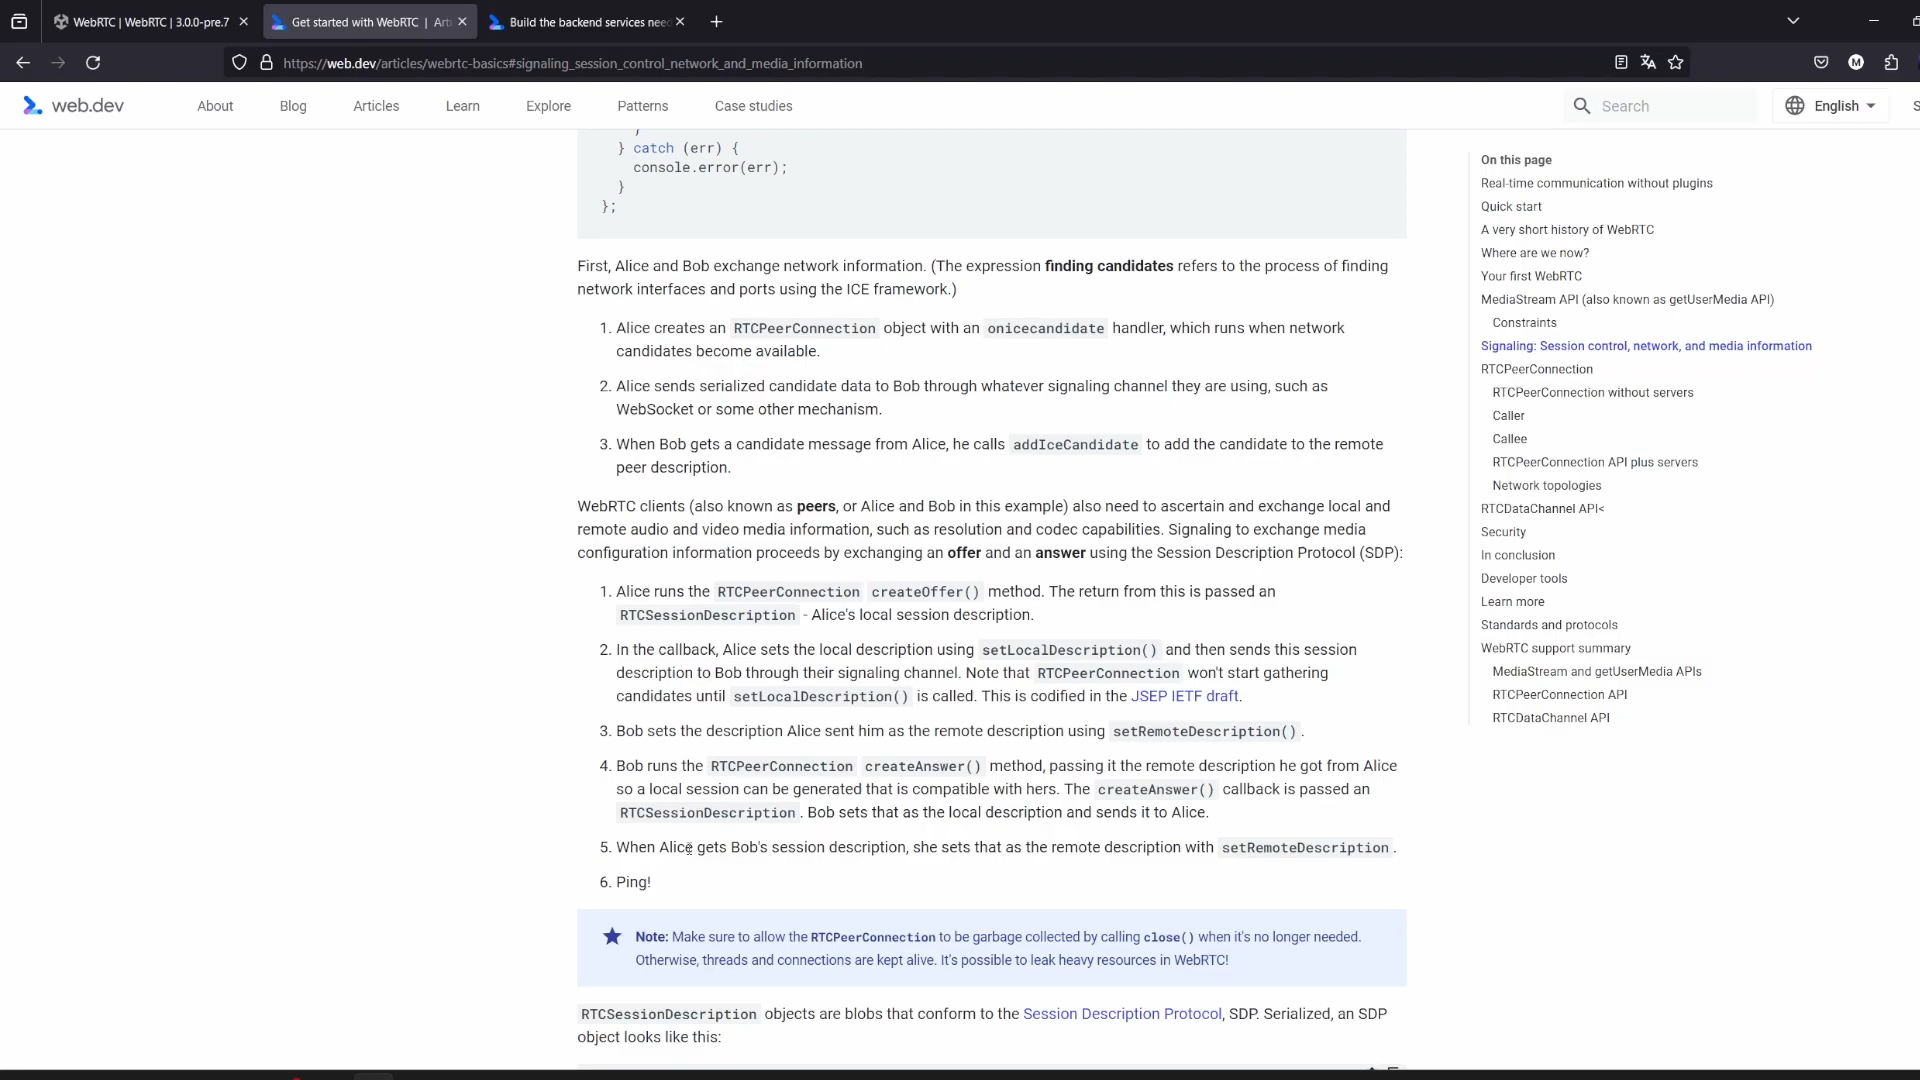 WebRTC | WebRTC | 3.0.0-pre.7
Get started with WebRTC | Art
Build the backend services need
https://web.dev/articles/webrtc-basics#signaling_session_control_network_and_media_information
M
web.dev
About
Blog
Articles
Learn
Explore
Patterns
Case studies
Search
English
S
}
} catch (err) {
console.error(err);
}
};
First, Alice and Bob exchange network information. (The expression finding candidates refers to the process of finding
network interfaces and ports using the ICE framework.)
1. Alice creates an RTCPeerConnection object with an onicecandidate handler, which runs when network
candidates become available.
2. Alice sends serialized candidate data to Bob through whatever signaling channel they are using, such as
WebSocket or some other mechanism.
3. When Bob gets a candidate message from Alice, he calls addIceCandidate to add the candidate to the remote
peer description.
WebRTC clients (also known as peers, or Alice and Bob in this example) also need to ascertain and exchange local and
remote audio and video media information, such as resolution and codec capabilities. Signaling to exchange media
configuration information proceeds by exchanging an offer and an answer using the Session Description Protocol (SDP):
1. Alice runs the RTCPeerConnection createOffer() method. The return from this is passed an
RTCSessionDescription - Alice's local session description.
2. In the callback, Alice sets the local description using setLocalDescription() and then sends this session
description to Bob through their signaling channel. Note that RTCPeerConnection won't start gathering
candidates until setLocalDescription() is called. This is codified in the JSEP IETF draft.
3. Bob sets the description Alice sent him as the remote description using setRemoteDescription().
4. Bob runs the RTCPeerConnection createAnswer() method, passing it the remote description he got from Alice
so a local session can be generated that is compatible with hers. The createAnswer() callback is passed an
RTCSessionDescription. Bob sets that as the local description and sends it to Alice.
5. When Alice gets Bob's session description, she sets that as the remote description with setRemoteDescription.
6. Ping!
Note: Make sure to allow the RTCPeerConnection to be garbage collected by calling close() when it's no longer needed.
Otherwise, threads and connections are kept alive. It's possible to leak heavy resources in WebRTC!
RTCSessionDescription objects are blobs that conform to the Session Description Protocol, SDP. Serialized, an SDP
object looks like this:
On this page
Real-time communication without plugins
Quick start
A very short history of WebRTC
Where are we now?
Your first WebRTC
MediaStream API (also known as getUserMedia API)
Constraints
Signaling: Session control, network, and media information
RTCPeerConnection
RTCPeerConnection without servers
Caller
Callee
RTCPeerConnection API plus servers
Network topologies
RTCDataChannel API<
Security
In conclusion
Developer tools
Learn more
Standards and protocols
WebRTC support summary
MediaStream and getUserMedia APIs
RTCPeerConnection API
RTCDataChannel API